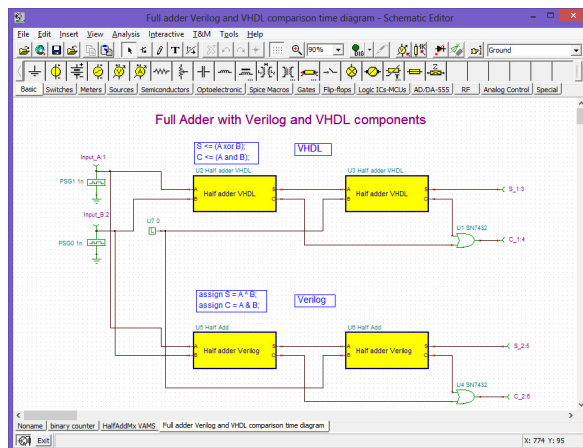 Full adder Verilog and VHDL comparison time diagram - Schematic Editor
File Edit Insert View Analysis Interactive T&M Tools Help
90%
Ground
Basic Switches Meters Sources Semiconductors Optoelectronic Spice Macros Gates Flip-flops Logic ICs-MCUs AD/DA-555 RF Analog Control Special
Full Adder with Verilog and VHDL components
S <= (A xor B);
C <= (A and B);
VHDL
Input_A:1
U2 Half adder VHDL
U3 Half adder VHDL
PSG1 1n
A
B
Half adder VHDL
S
C
A
B
Half adder VHDL
S
C
S_1:3
Input_B:2
U7 0
L
U1 SN7432
PSG0 1n
C_1:4
assign S = A ^ B;
assign C = A & B;
Verilog
U5 Half Add
U6 Half Add
A
B
Half adder Verilog
S
C
A
B
Half adder Verilog
S
C
S_2:5
U4 SN7432
C_2:6
Noname binary counter HalfAddMx VAMS Full adder Verilog and VHDL comparison time diagram
Exit
X: 774 Y: 95